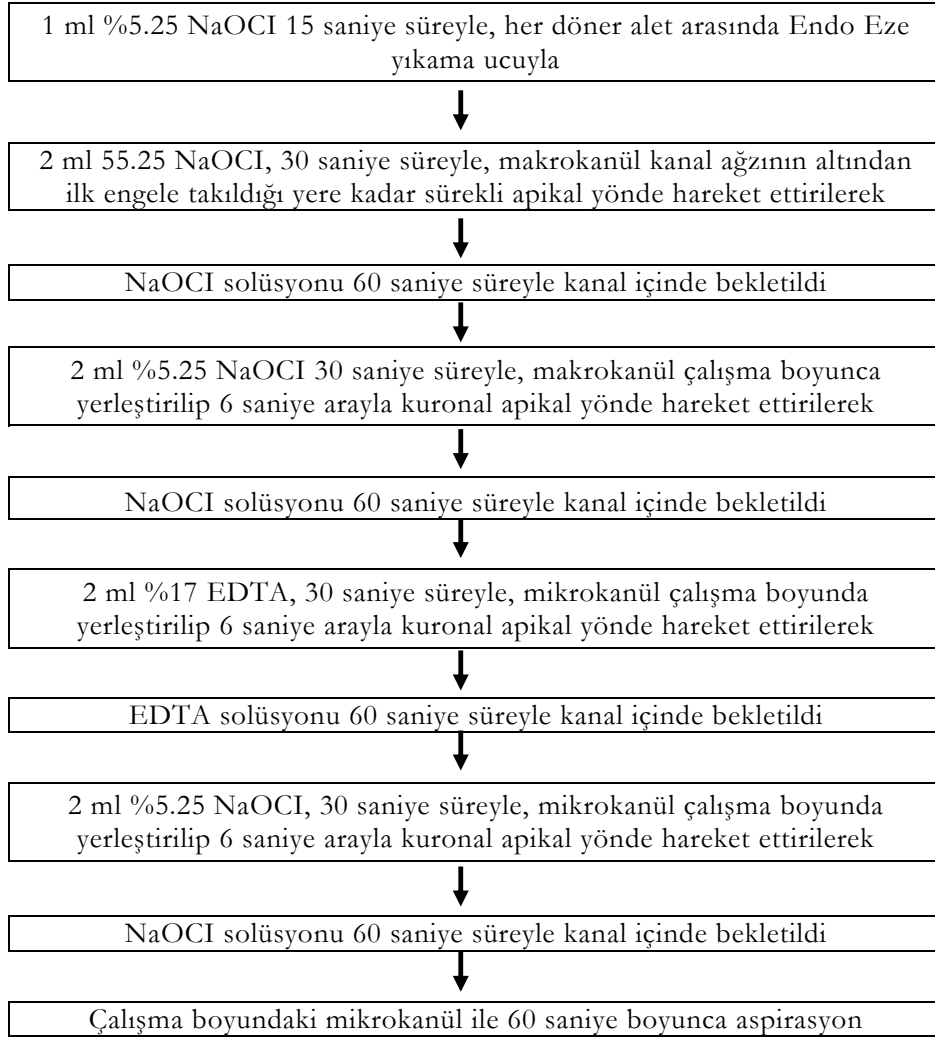 1 ml %5.25 NaOCI 15 saniye süreyle, her döner alet arasında Endo Eze
yıkama ucuyla
2 ml 55.25 NaOCI, 30 saniye süreyle, makrokanül kanal ağzının altından
ilk engele takıldığı yere kadar sürekli apikal yönde hareket ettirilerek
NaOCI solüsyonu 60 saniye süreyle kanal içinde bekletildi
2 ml %5.25 NaOCI 30 saniye süreyle, makrokanül çalışma boyunca
yerleştirilip 6 saniye arayla kuronal apikal yönde hareket ettirilerek
NaOCI solüsyonu 60 saniye süreyle kanal içinde bekletildi
2 ml %17 EDTA, 30 saniye süreyle, mikrokanül çalışma boyunda
yerleştirilip 6 saniye arayla kuronal apikal yönde hareket ettirilerek
EDTA solüsyonu 60 saniye süreyle kanal içinde bekletildi
2 ml %5.25 NaOCI, 30 saniye süreyle, mikrokanül çalışma boyunda
yerleştirilip 6 saniye arayla kuronal apikal yönde hareket ettirilerek
NaOCI solüsyonu 60 saniye süreyle kanal içinde bekletildi
Çalışma boyundaki mikrokanül ile 60 saniye boyunca aspirasyon